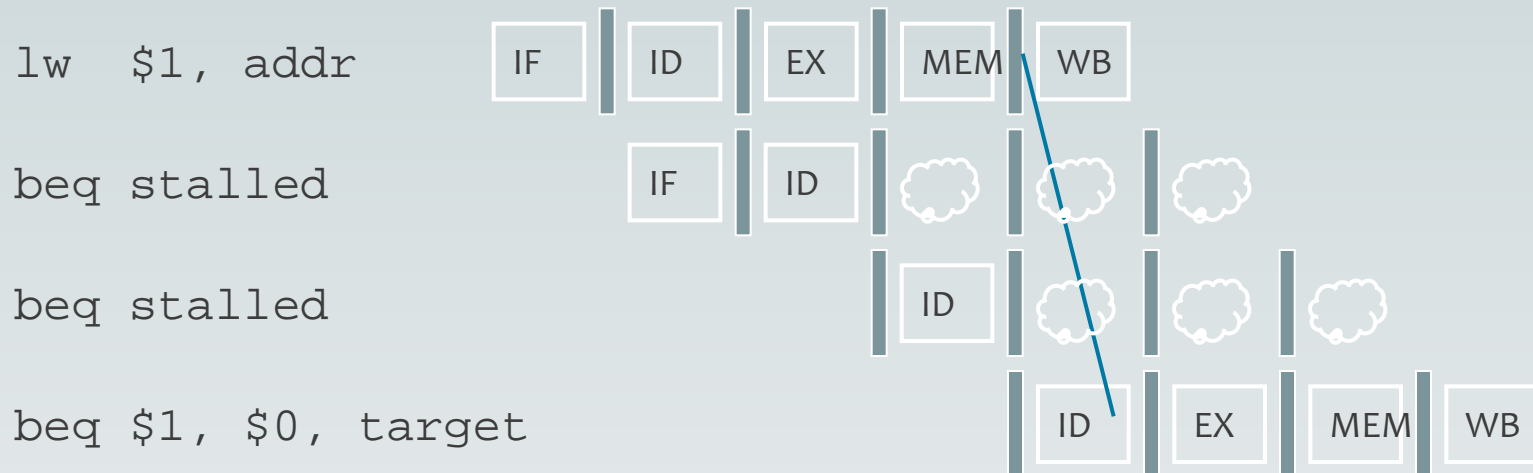 lw $1, addr IF ID EX MEM WB
beq stalled IF ID
beq stalled ID
beq $1, $0, target ID EX MEM WB